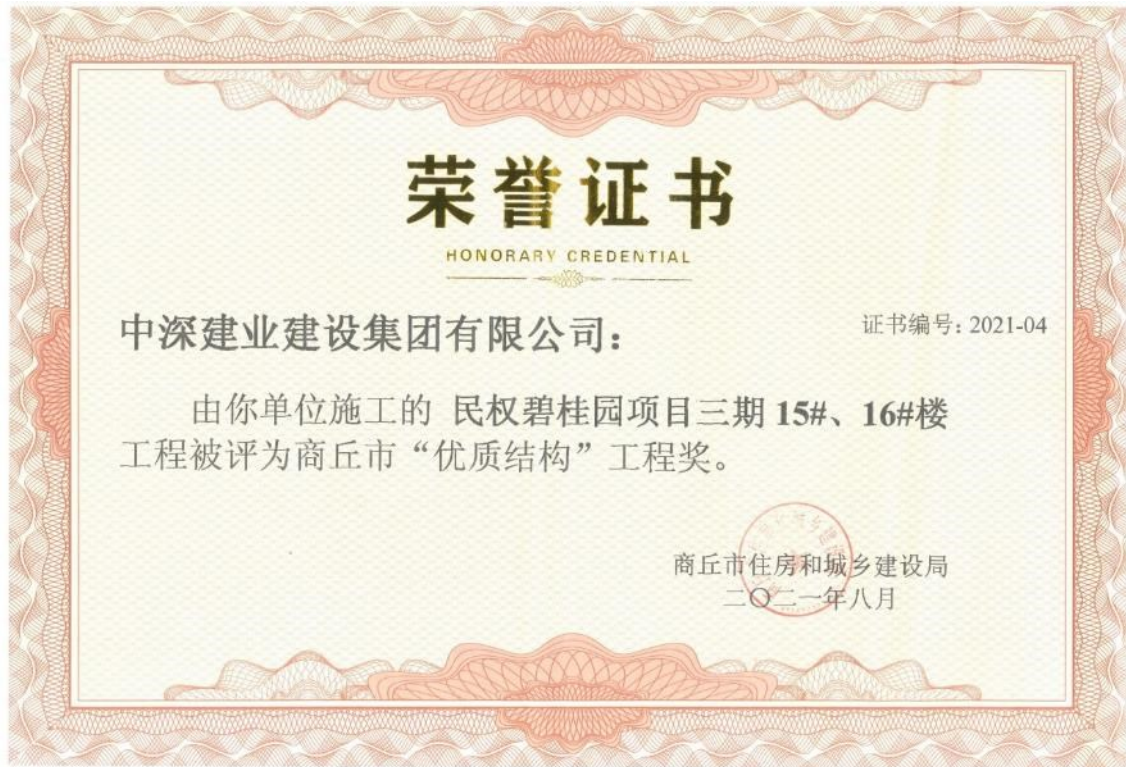 荣誉证书
HONORARY CREDENTIAL
中深建业建设集团有限公司:
证书编号: 2021-04
由你单位施工的 民权碧桂园项目三期 15#、16#楼
工程被评为商丘市“优质结构”工程奖。
商丘市住房和城乡建设局
二〇二一年八月